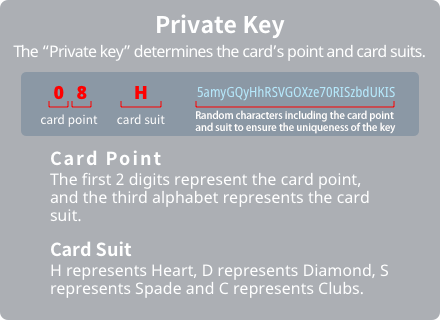 Private Key
The “Private key” determines the card’s point and card suits.
0 8 H 5amyGQyHhRSVGOXze70RISzbdUKIS
card point card suit Random characters including the card point
and suit to ensure the uniqueness of the key
Card Point
The first 2 digits represent the card point,
and the third alphabet represents the card
suit.
Card Suit
H represents Heart, D represents Diamond, S
represents Spade and C represents Clubs.